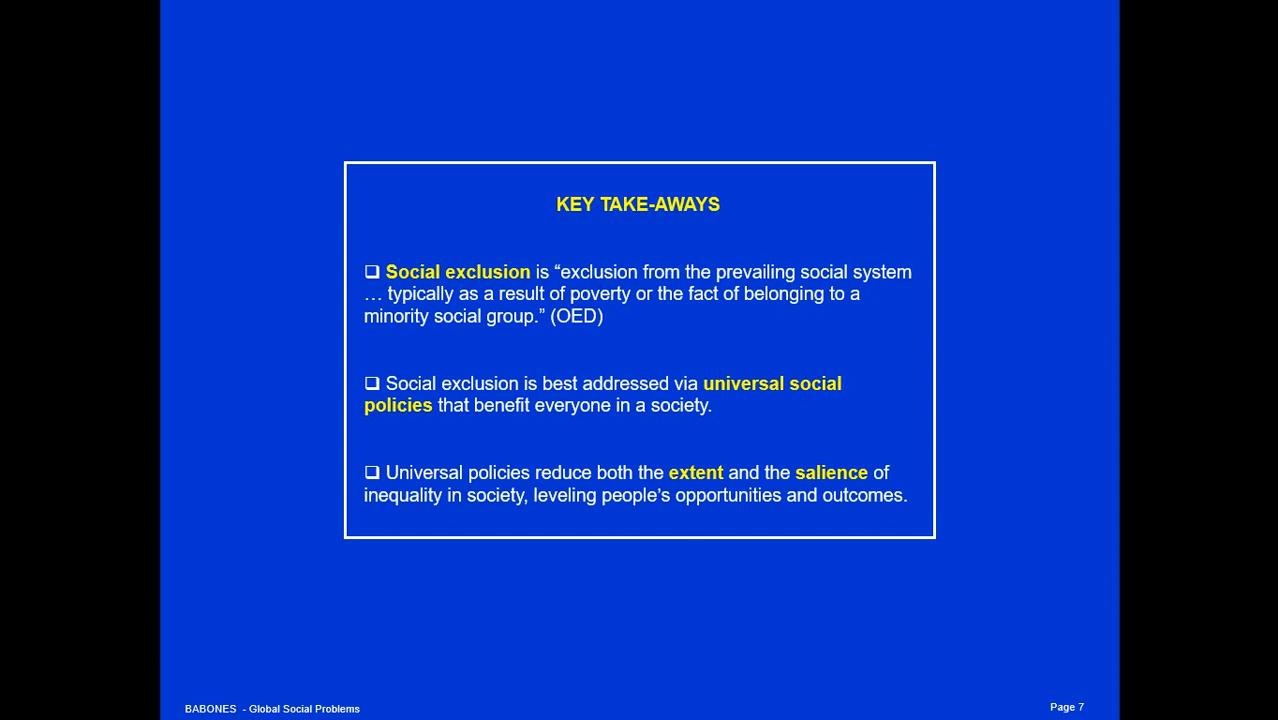 KEY TAKE-AWAYS
❑ Social exclusion is “exclusion from the prevailing social system
… typically as a result of poverty or the fact of belonging to a
minority social group.” (OED)
❑ Social exclusion is best addressed via universal social
policies that benefit everyone in a society.
❑ Universal policies reduce both the extent and the salience of
inequality in society, leveling people’s opportunities and outcomes.
BABONES - Global Social Problems
Page 7